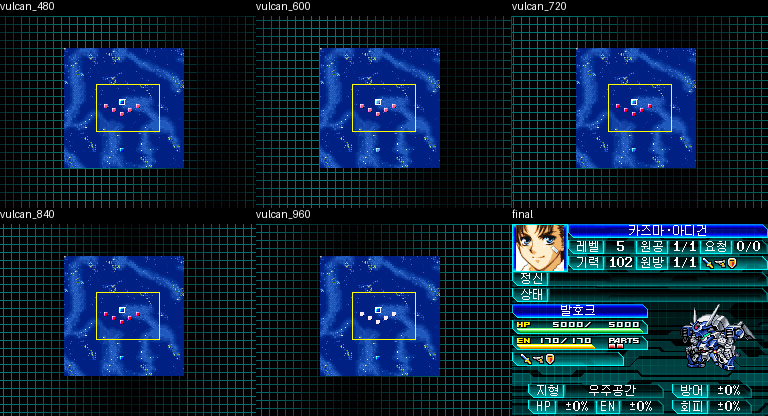 vulcan_480
vulcan_600
vulcan_720
vulcan_840
vulcan_960
final
카즈마·아디건
레벨 5 원공 1/1 요청 0/0
기력 102 원방 1/1
정신
상태
발호크
HP 5000/ 5000
EN 170/170 PARTS
지형 우주공간 방어 ±0%
HP ±0% EN ±0% 회피 ±0%